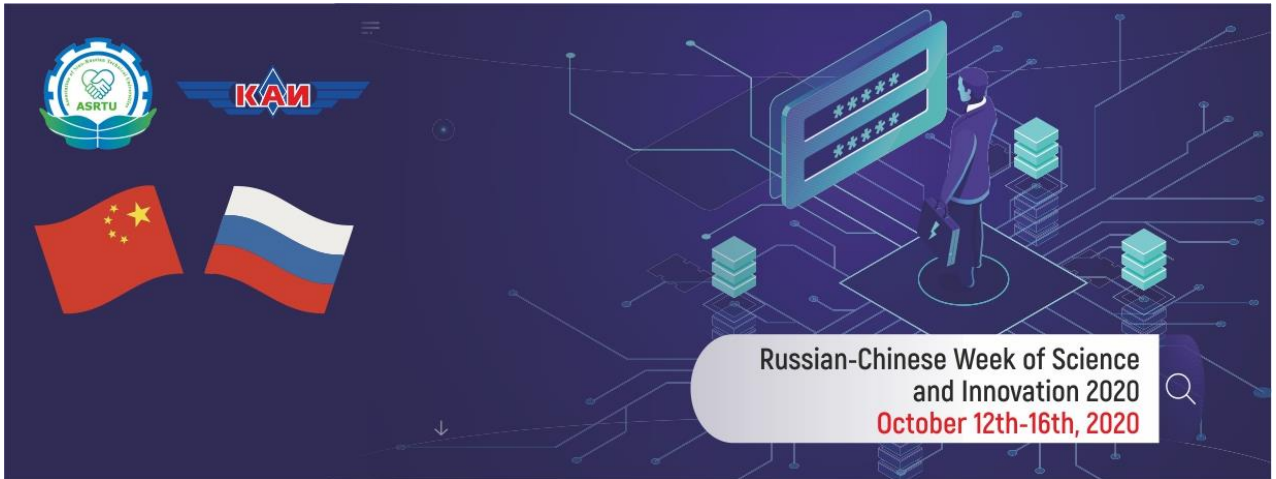 ASRTU
КАИ
*****
*****
Russian-Chinese Week of Science
and Innovation 2020
October 12th-16th, 2020